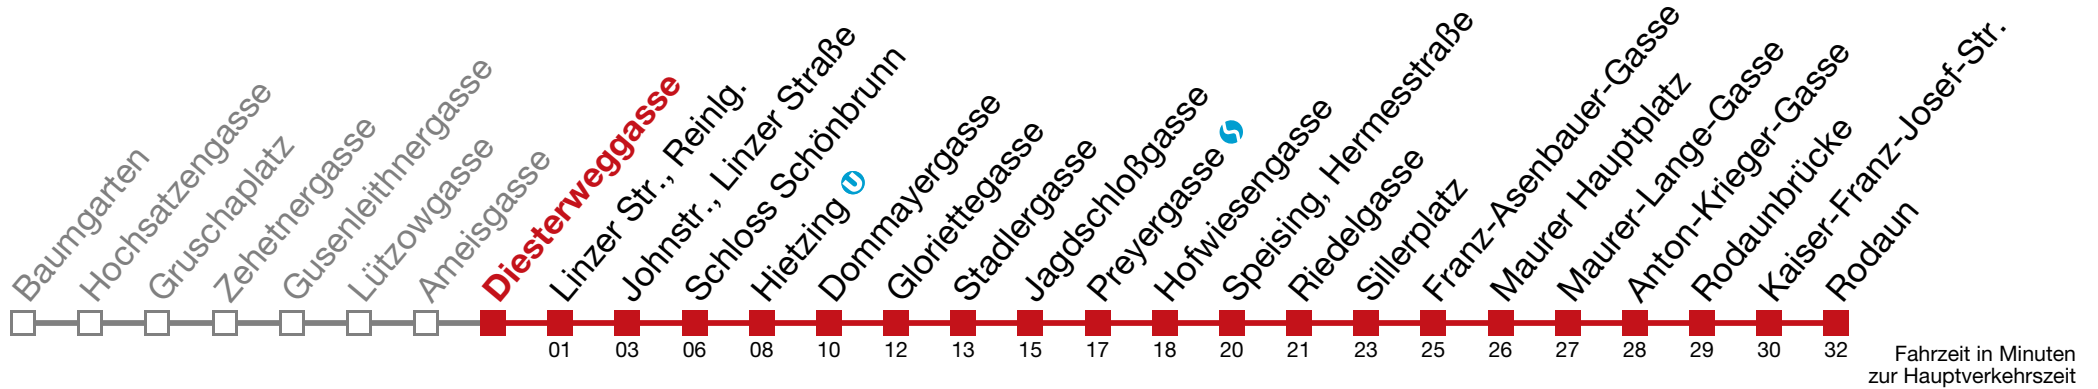 Baumgarten
Hochsatzengasse
Gruschaplatz
Zehetnergasse
Gusenleithnergasse
Lützowgasse
Ameisgasse
Diesterweggasse
Linzer Str., Reinlg.
Johnstr., Linzer Straße
Schloss Schönbrunn
Hietzing U
Dommayergasse
Gloriettegasse
Stadlergasse
Jagdschloßgasse
Preyergasse S
Hofwiesengasse
Speising, Hermesstraße
Riedelgasse
Sillerplatz
Franz-Asenbauer-Gasse
Maurer Hauptplatz
Maurer-Lange-Gasse
Anton-Krieger-Gasse
Rodaunbrücke
Kaiser-Franz-Josef-Str.
Rodaun
01 03 06 08 10 12 13 15 17 18 20 21 23 25 26 27 28 29 30 32
Fahrzeit in Minuten
zur Hauptverkehrszeit